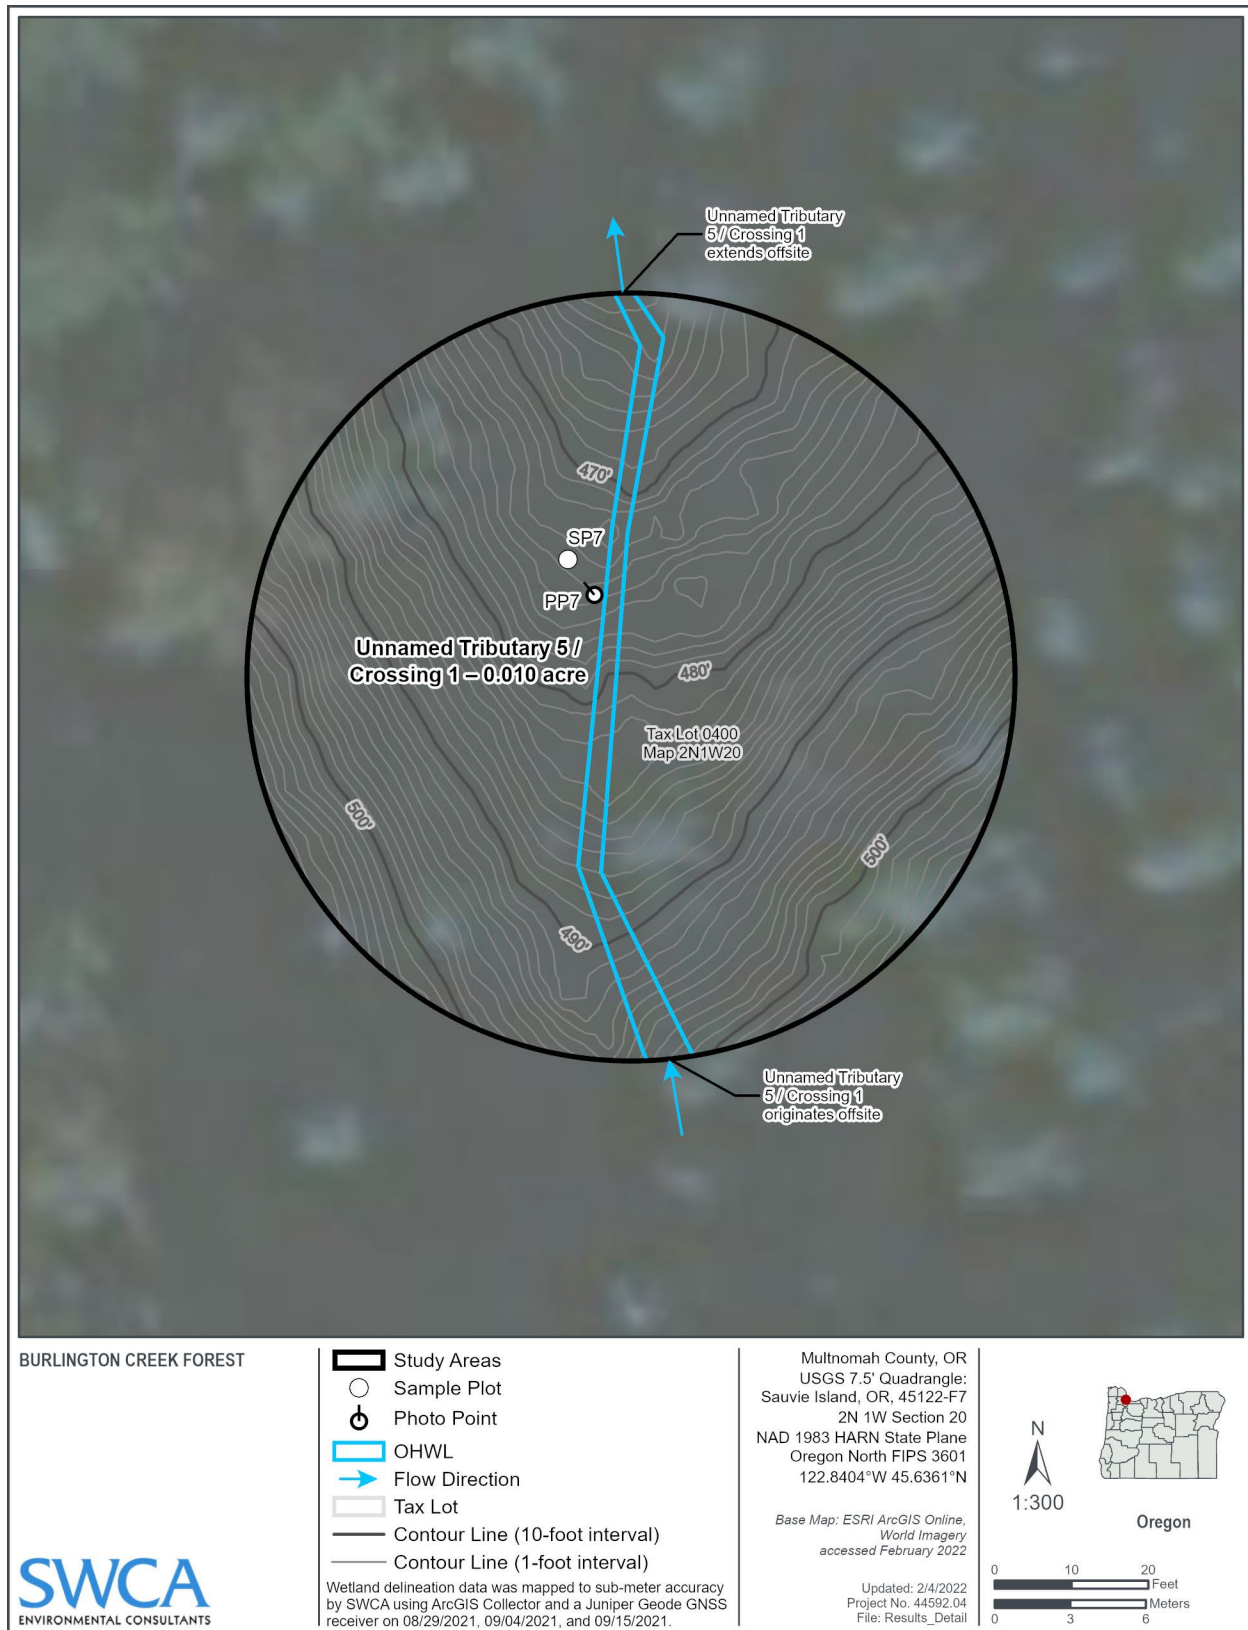 Unnamed Tributary
5 / Crossing 1
extends offsite
470'
SP7
PP7
Unnamed Tributary 5 /
Crossing 1 – 0.010 acre
480'
Tax Lot 0400
Map 2N1W20
500'
500'
490'
Unnamed Tributary
5 / Crossing 1
originates offsite
BURLINGTON CREEK FOREST
SWCA
ENVIRONMENTAL CONSULTANTS
Study Areas
Sample Plot
Photo Point
OHWL
Flow Direction
Tax Lot
Contour Line (10-foot interval)
Contour Line (1-foot interval)
Wetland delineation data was mapped to sub-meter accuracy
by SWCA using ArcGIS Collector and a Juniper Geode GNSS
receiver on 08/29/2021, 09/04/2021, and 09/15/2021.
Multnomah County, OR
USGS 7.5' Quadrangle:
Sauvie Island, OR, 45122-F7
2N 1W Section 20
NAD 1983 HARN State Plane
Oregon North FIPS 3601
122.8404°W 45.6361°N
Base Map: ESRI ArcGIS Online,
World Imagery
accessed February 2022
Updated: 2/4/2022
Project No. 44592.04
File: Results_Detail
N
1:300
Oregon
0 10 20
Feet
Meters
0 3 6